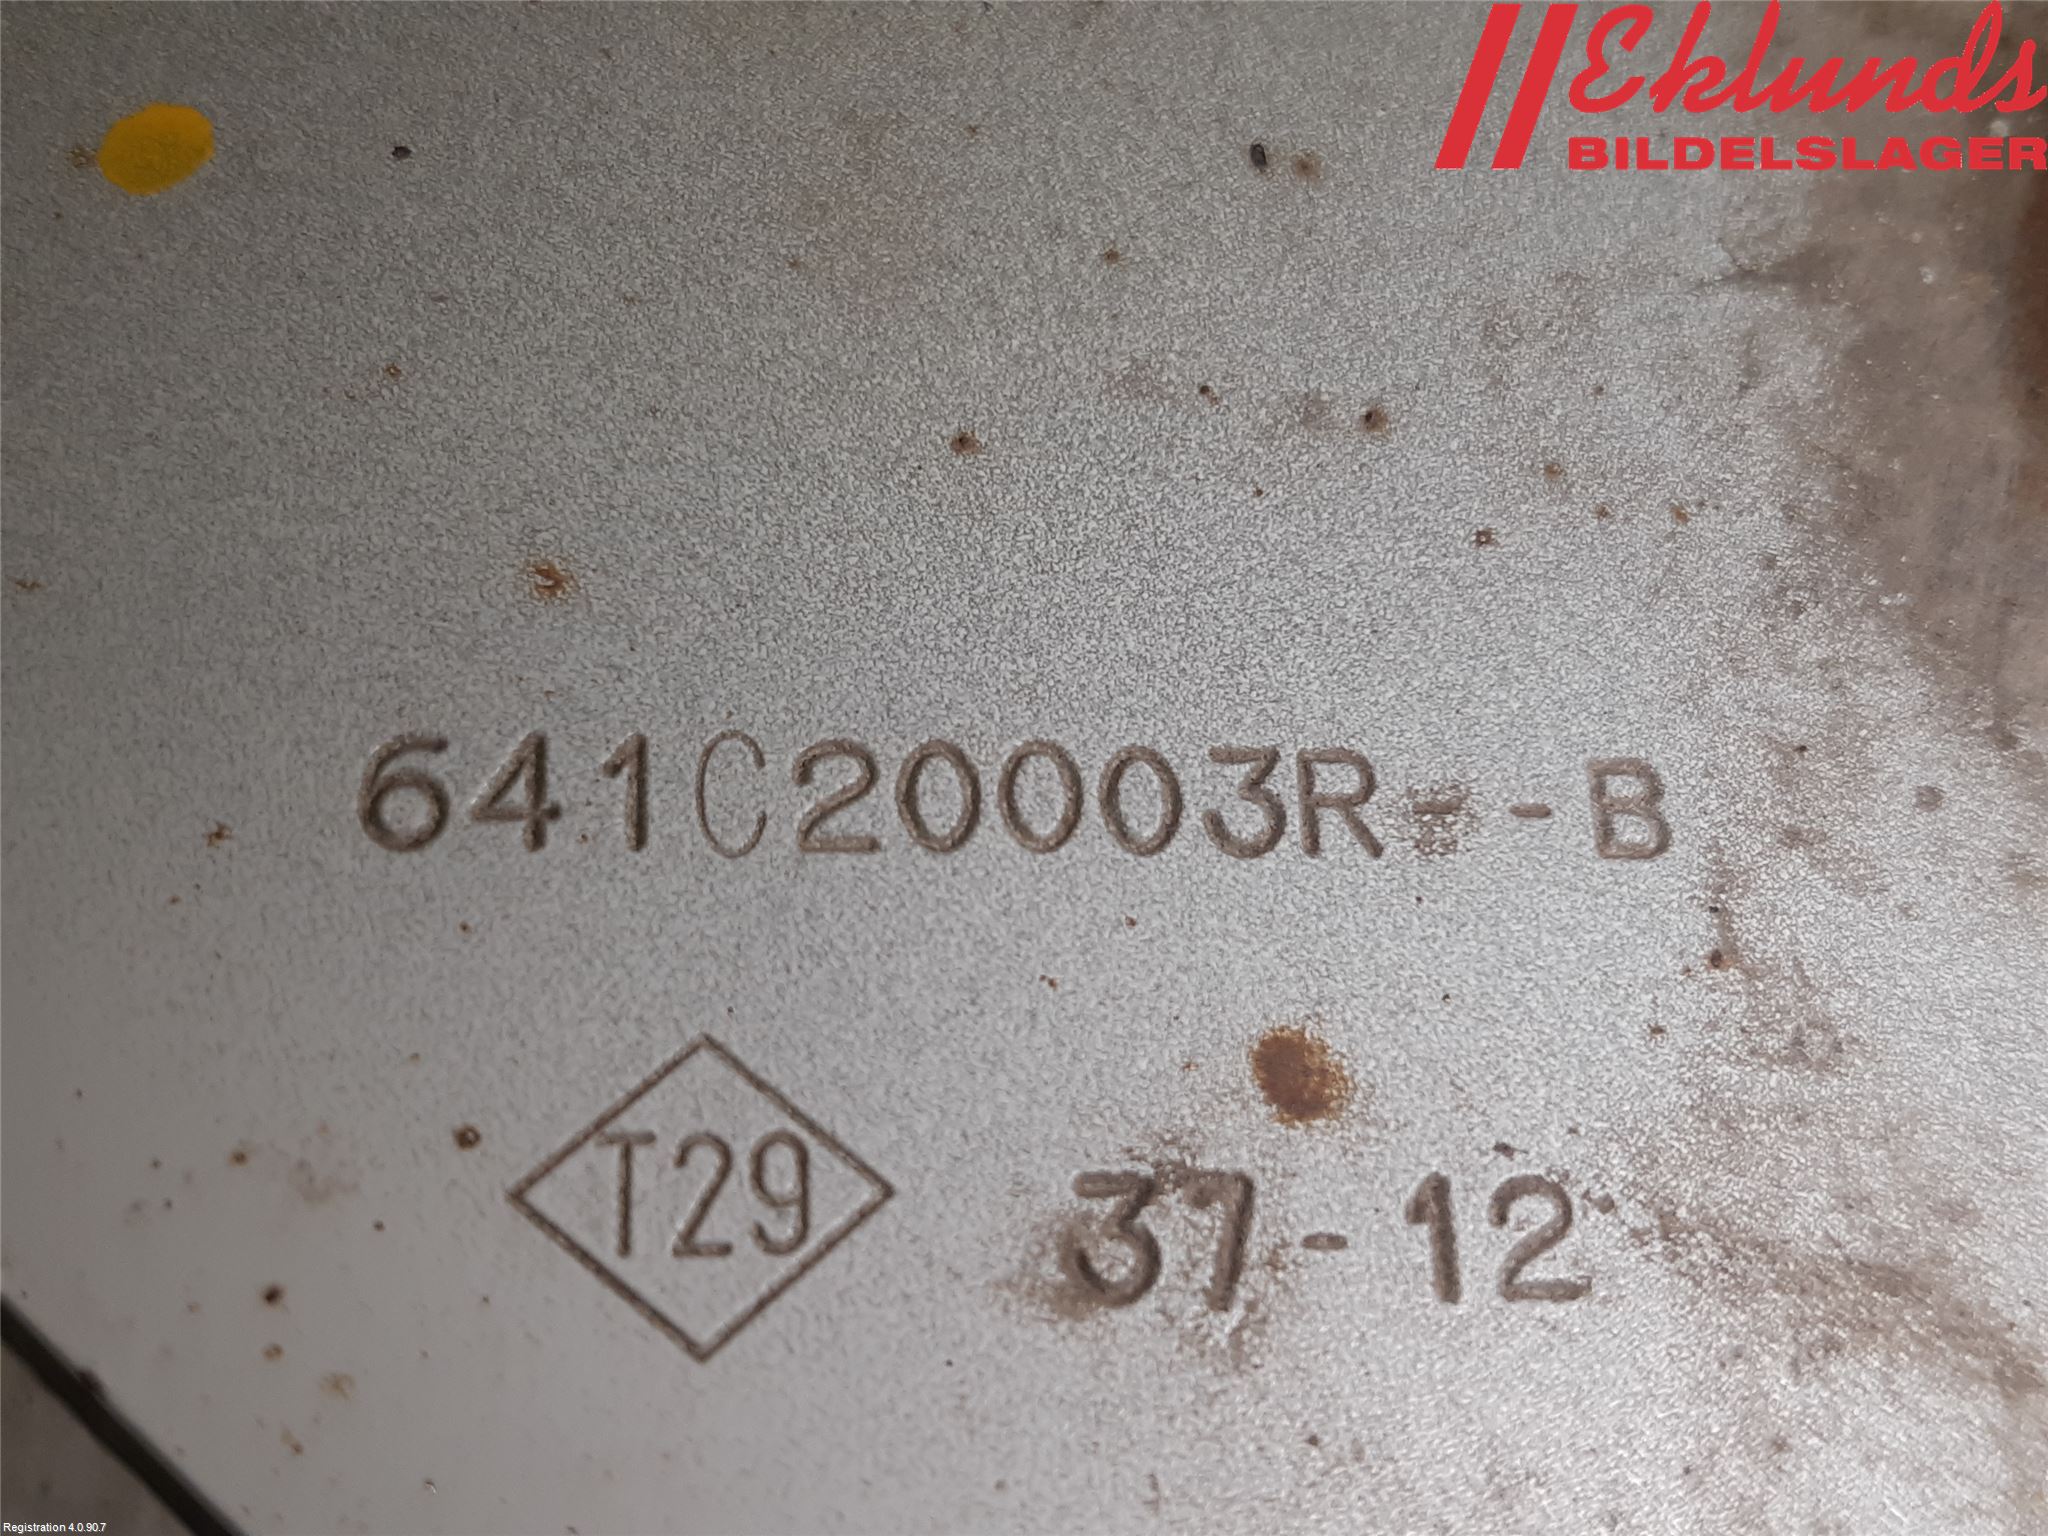 Eklunds
BILDELSLAGER
641C20003R--B
T29
37-12
Registration 4.0.90.7